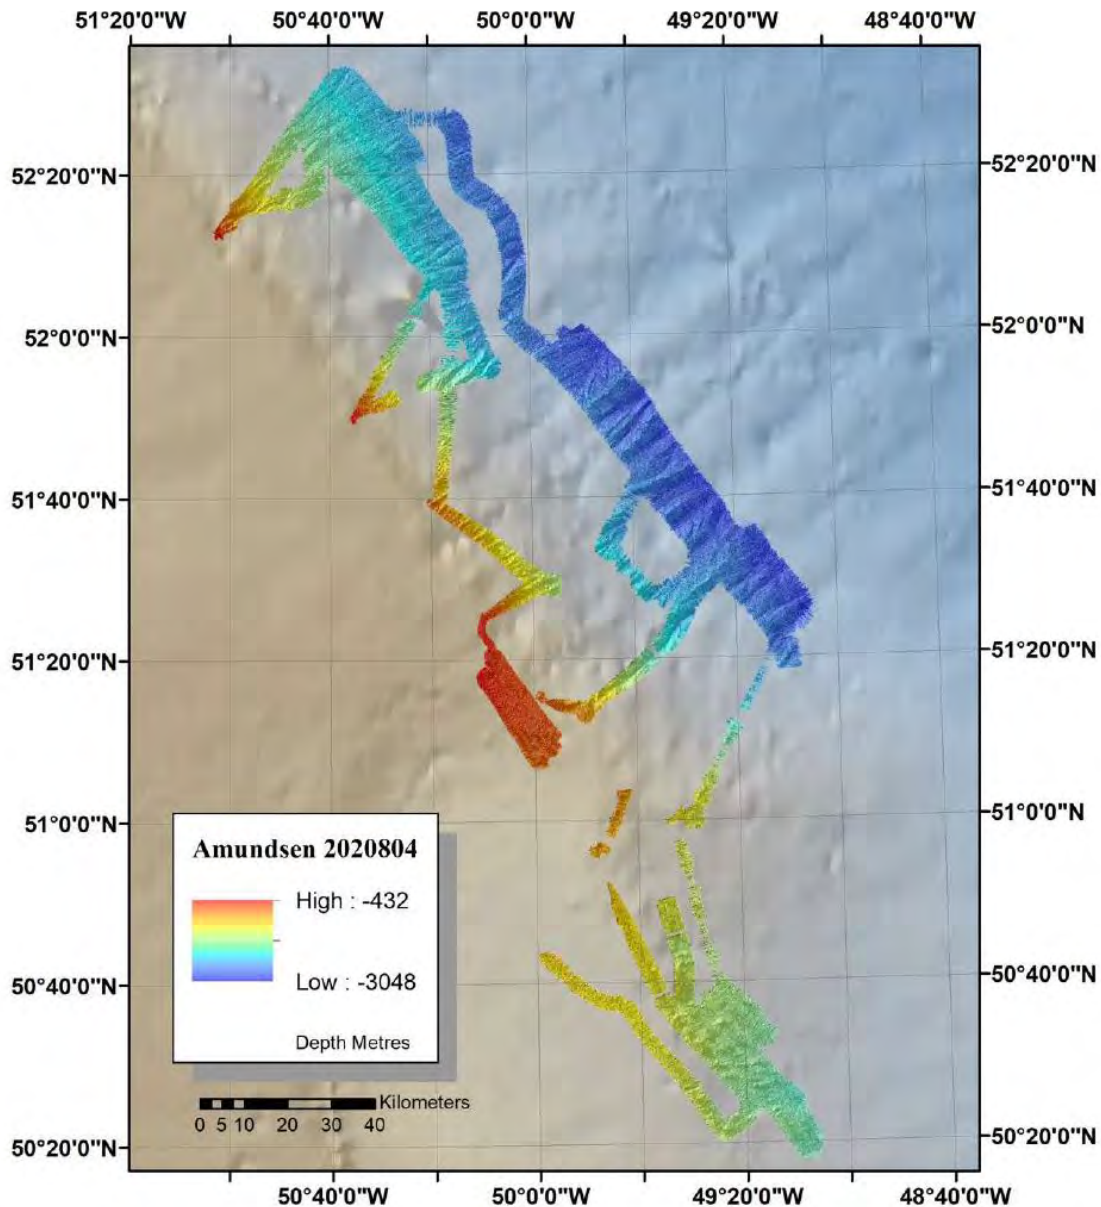 51°20'0"W 50°40'0"W 50°0'0"W 49°20'0"W 48°40'0"W
52°20'0"N 52°20'0"N
52°0'0"N 52°0'0"N
51°40'0"N 51°40'0"N
51°20'0"N 51°20'0"N
51°0'0"N 51°0'0"N
Amundsen 2020804
High : -432
Low : -3048
Depth Metres
50°40'0"N 50°40'0"N
Kilometers
0 5 10 20 30 40
50°20'0"N 50°20'0"N
50°40'0"W 50°0'0"W 49°20'0"W 48°40'0"W